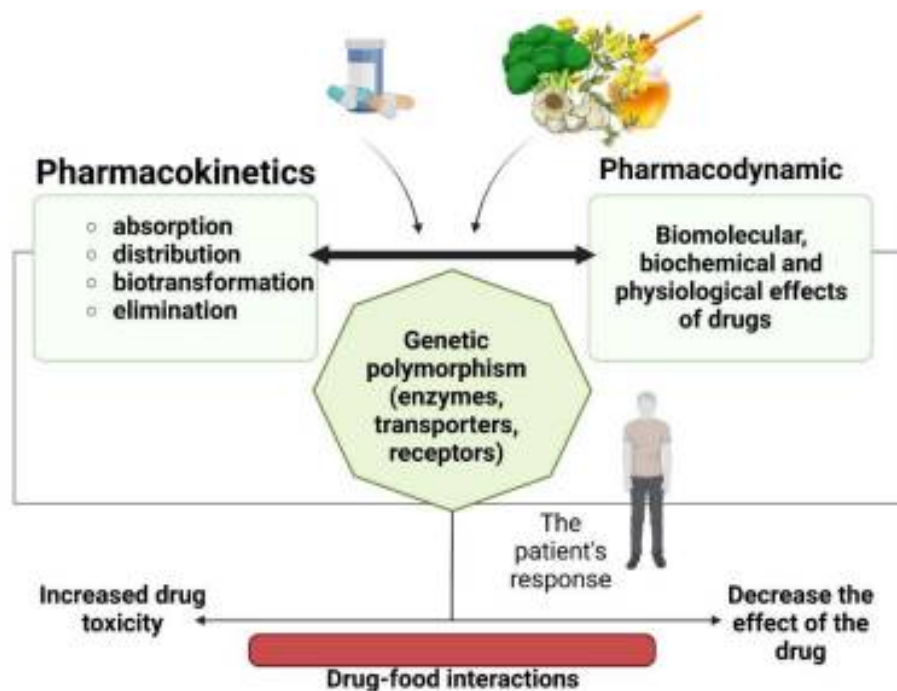 Pharmacokinetics
absorption
distribution
biotransformation
elimination
Pharmacodynamic
Biomolecular,
biochemical and
physiological effects
of drugs
Genetic
polymorphism
(enzymes,
transporters,
receptors)
The
patient's
response
Increased drug
toxicity
Decrease the
effect of the
drug
Drug-food interactions